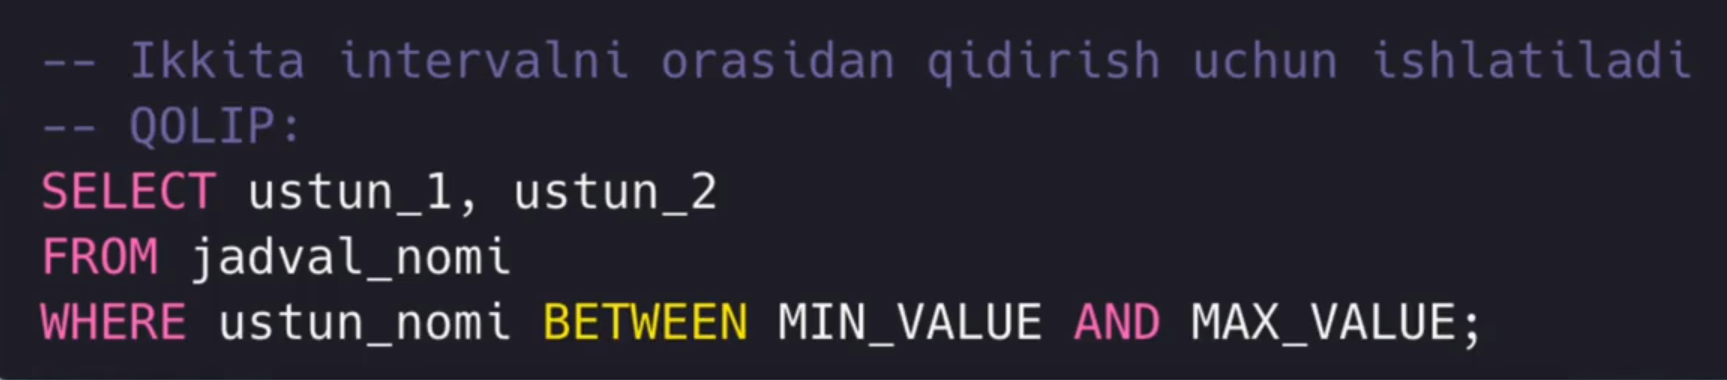 -- Ikkita intervalni orasidan qidirish uchun ishlatiladi
-- QOLIP:
SELECT ustun_1, ustun_2
FROM jadval_nomi
WHERE ustun_nomi BETWEEN MIN_VALUE AND MAX_VALUE;